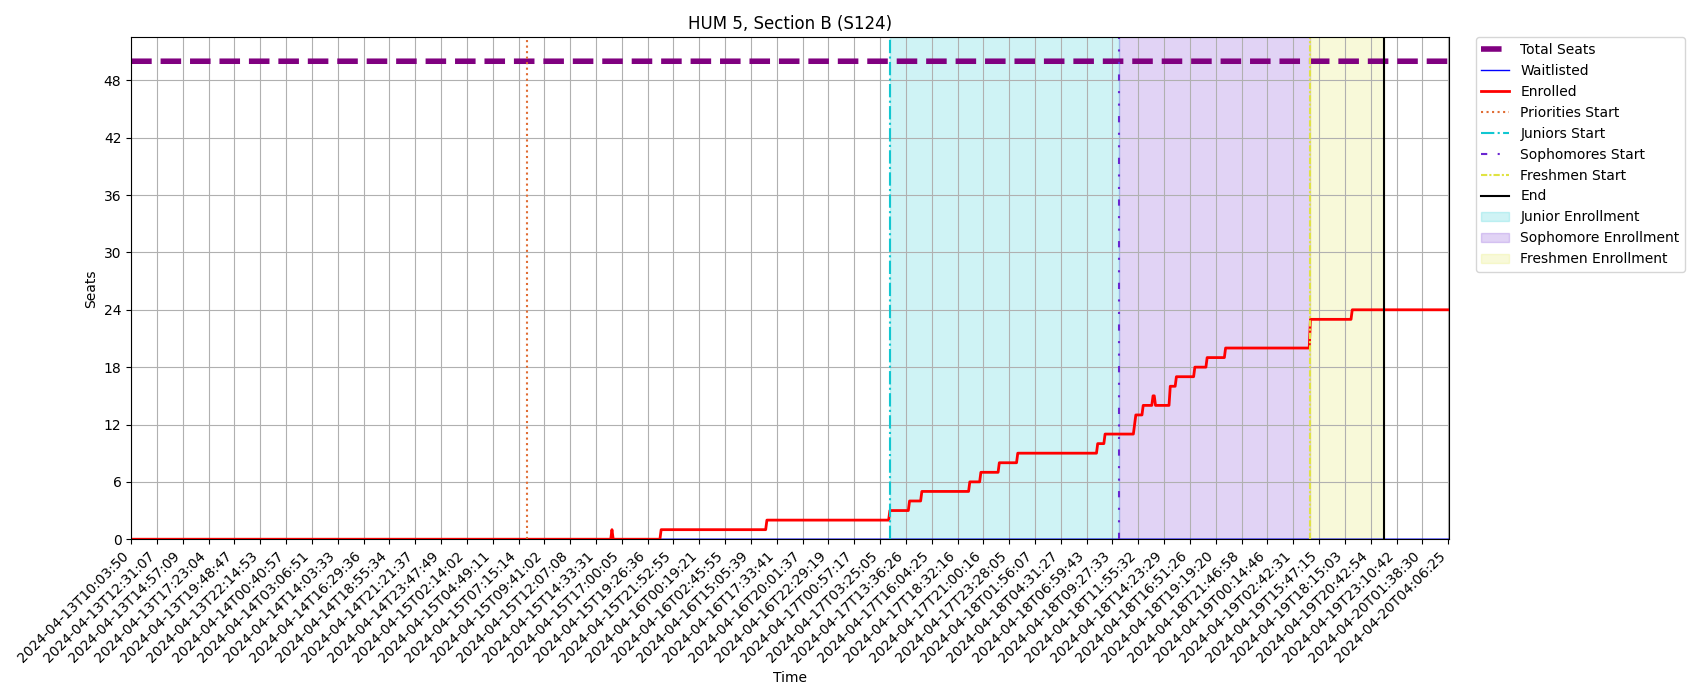 HUM 5, Section B (S124)
Total Seats
Waitlisted
Enrolled
Priorities Start
Juniors Start
Sophomores Start
Freshmen Start
End
Junior Enrollment
Sophomore Enrollment
Freshmen Enrollment
Seats
48
42
36
30
24
18
12
6
0
2024-04-13T10:03:50
2024-04-13T12:31:07
2024-04-13T14:57:09
2024-04-13T17:23:04
2024-04-13T19:48:47
2024-04-13T22:14:53
2024-04-14T00:40:57
2024-04-14T03:06:51
2024-04-14T14:03:33
2024-04-14T16:29:36
2024-04-14T18:55:34
2024-04-14T21:21:37
2024-04-14T23:47:49
2024-04-15T02:14:02
2024-04-15T04:49:11
2024-04-15T07:15:14
2024-04-15T09:41:02
2024-04-15T12:07:08
2024-04-15T14:33:31
2024-04-15T17:00:05
2024-04-15T19:26:36
2024-04-15T21:52:55
2024-04-16T00:19:21
2024-04-16T02:45:55
2024-04-16T15:05:39
2024-04-16T17:33:41
2024-04-16T20:01:37
2024-04-16T22:29:19
2024-04-17T00:57:17
2024-04-17T03:25:05
2024-04-17T13:36:26
2024-04-17T16:04:25
2024-04-17T18:32:16
2024-04-17T21:00:16
2024-04-17T23:28:05
2024-04-18T01:56:07
2024-04-18T04:31:27
2024-04-18T06:59:43
2024-04-18T09:27:33
2024-04-18T11:55:32
2024-04-18T14:23:29
2024-04-18T16:51:26
2024-04-18T19:19:20
2024-04-18T21:46:58
2024-04-19T00:14:46
2024-04-19T02:42:31
2024-04-19T15:47:15
2024-04-19T18:15:03
2024-04-19T20:42:54
2024-04-19T23:10:42
2024-04-20T01:38:30
2024-04-20T04:06:25
Time